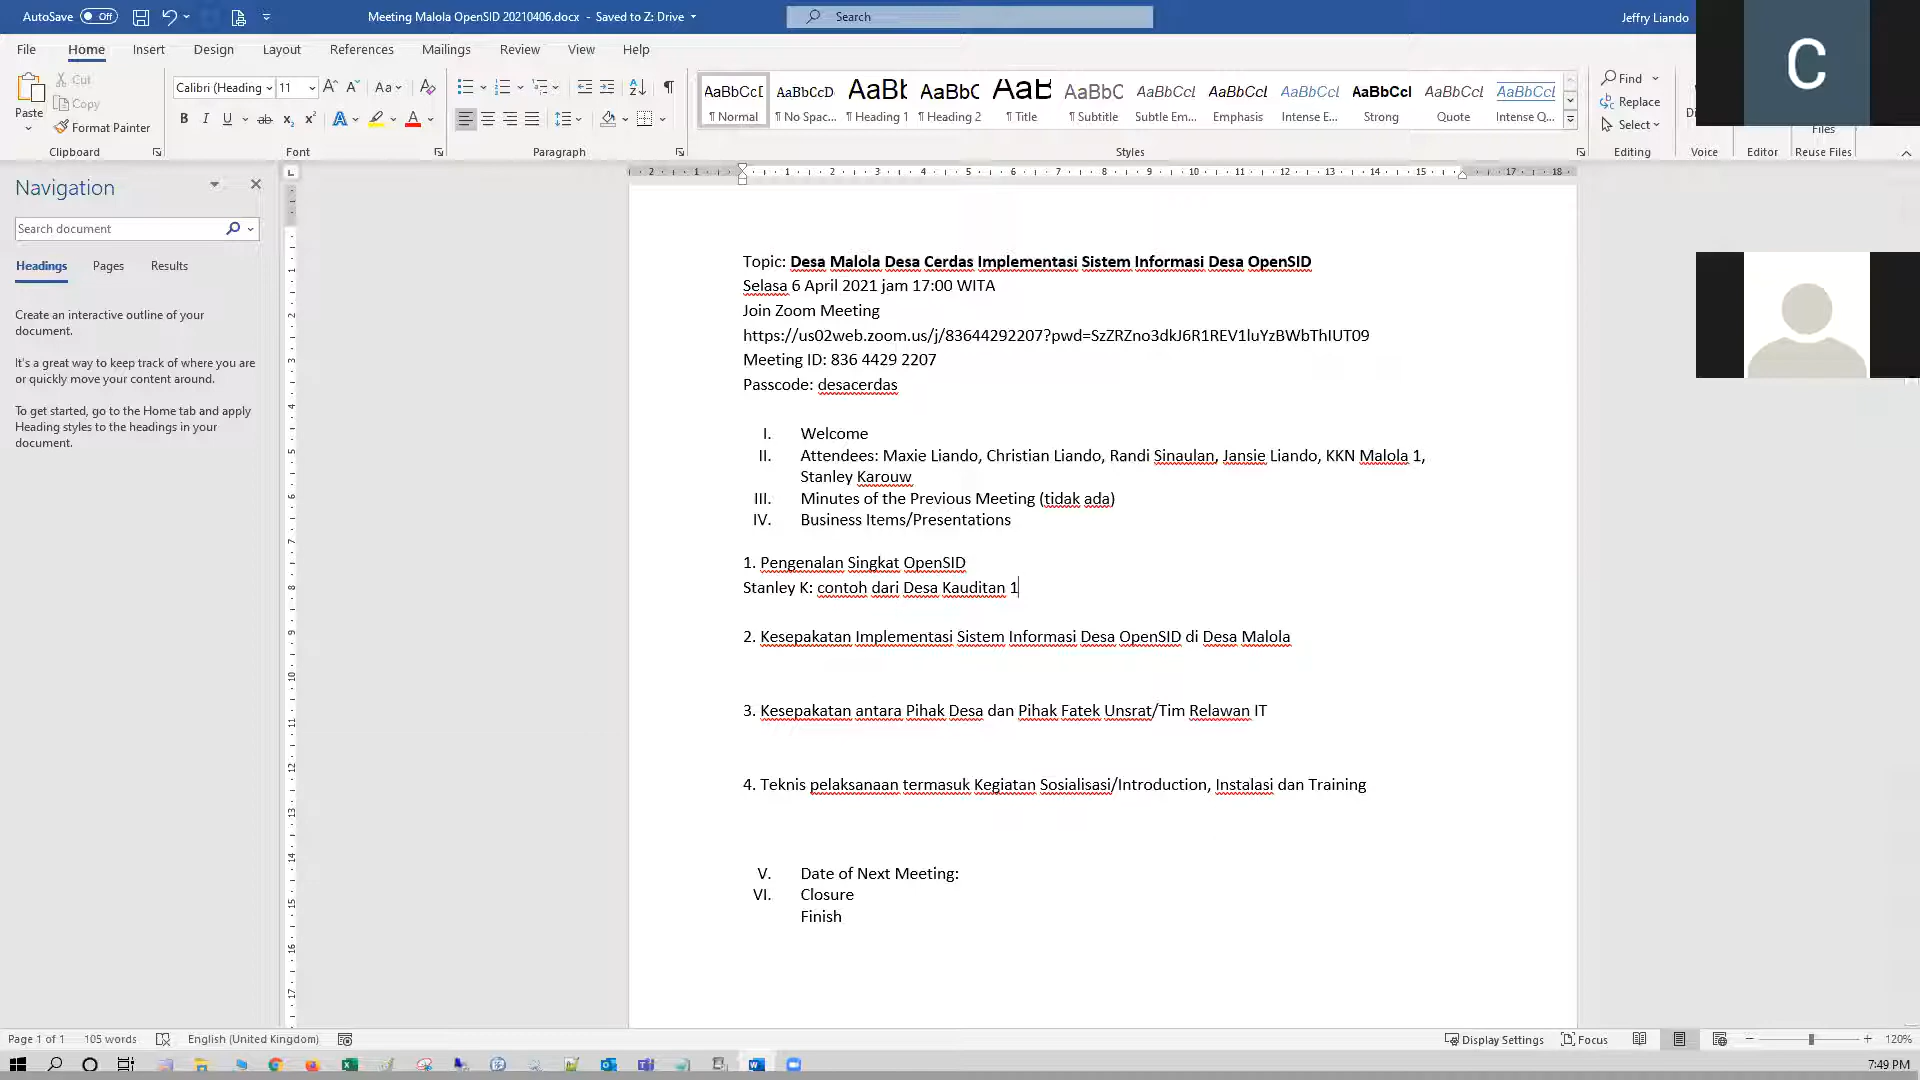 AutoSave Off Meeting Malola OpenSID 20210406.docx - Saved to Z: Drive Search Jeffry Liando
File Home Insert Design Layout References Mailings Review View Help
Paste Cut
Copy
Format Painter
Calibri (Heading 11 Aa
AaBbCcD AaBbCcD AaBb AaBbC AaB AaBbC AaBbCcL AaBbCcL AaBbCcL AaBbCcL AaBbCcL AaBbCcL
¶ Normal ¶ No Spac... ¶ Heading 1 ¶ Heading 2 ¶ Title ¶ Subtitle Subtle Em... Emphasis Intense E... Strong Quote Intense Q...
Find
Replace
Select
Files
Clipboard Font Paragraph Styles Editing Voice Editor Reuse Files
C
Navigation
Search document
Headings Pages Results
Create an interactive outline of your
document.
It's a great way to keep track of where you are
or quickly move your content around.
To get started, go to the Home tab and apply
Heading styles to the headings in your
document.
Topic: Desa Malola Desa Cerdas Implementasi Sistem Informasi Desa OpenSID
Selasa 6 April 2021 jam 17:00 WITA
Join Zoom Meeting
https://us02web.zoom.us/j/83644292207?pwd=SzZRZno3dkJ6R1REV1luYzBWbThIUT09
Meeting ID: 836 4429 2207
Passcode: desacerdas
I. Welcome
II. Attendees: Maxie Liando, Christian Liando, Randi Sinaulan, Jansie Liando, KKN Malola 1,
Stanley Karouw
III. Minutes of the Previous Meeting (tidak ada)
IV. Business Items/Presentations
1. Pengenalan Singkat OpenSID
Stanley K: contoh dari Desa Kauditan 1
2. Kesepakatan Implementasi Sistem Informasi Desa OpenSID di Desa Malola
3. Kesepakatan antara Pihak Desa dan Pihak Fatek Unsrat/Tim Relawan IT
4. Teknis pelaksanaan termasuk Kegiatan Sosialisasi/Introduction, Instalasi dan Training
V. Date of Next Meeting:
VI. Closure
Finish
Page 1 of 1 105 words English (United Kingdom) Display Settings Focus 120%
7:49 PM